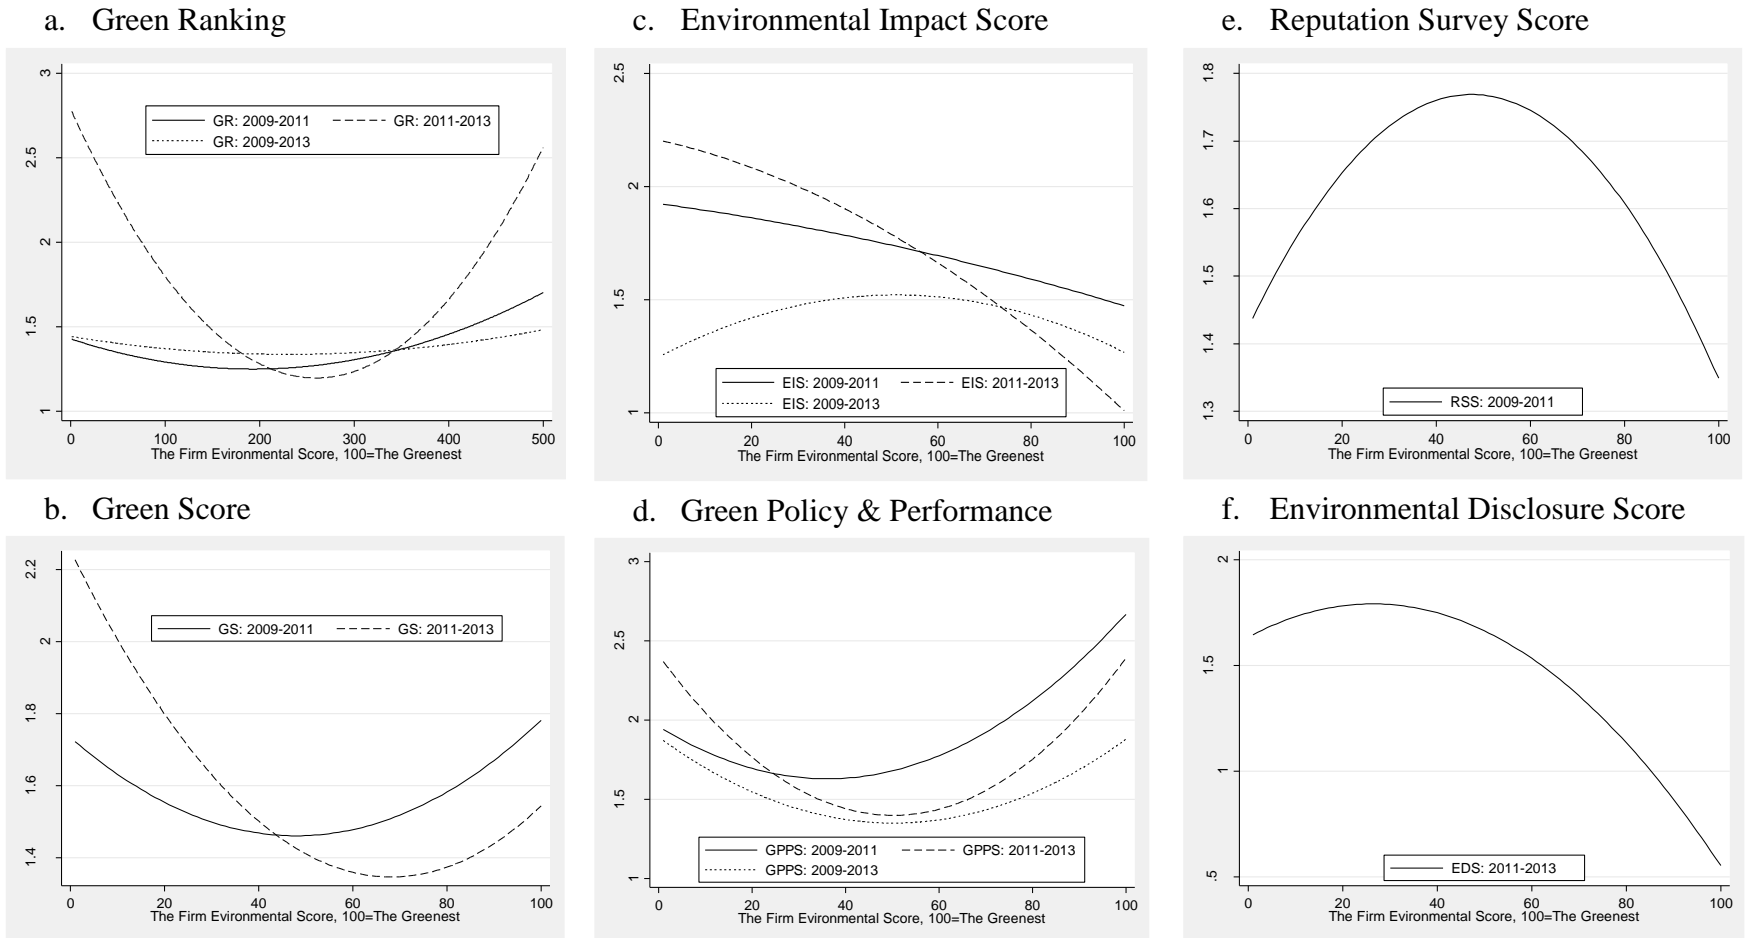 a. Green Ranking
3
2.5
2
1.5
1
GR: 2009-2011 GR: 2011-2013
GR: 2009-2013
0 100 200 300 400 500
The Firm Evironmental Score, 100=The Greenest
b. Green Score
2.2
2
1.8
1.6
1.4
GS: 2009-2011 GS: 2011-2013
0 20 40 60 80 100
The Firm Evironmental Score, 100=The Greenest
c. Environmental Impact Score
2.5
2
1.5
1
EIS: 2009-2011 EIS: 2011-2013
EIS: 2009-2013
0 20 40 60 80 100
The Firm Evironmental Score, 100=The Greenest
d. Green Policy & Performance
3
2.5
2
1.5
1
GPPS: 2009-2011 GPPS: 2011-2013
GPPS: 2009-2013
0 20 40 60 80 100
The Firm Evironmental Score, 100=The Greenest
e. Reputation Survey Score
1.8
1.7
1.6
1.5
1.4
1.3
RSS: 2009-2011
0 20 40 60 80 100
The Firm Evironmental Score, 100=The Greenest
f. Environmental Disclosure Score
2
1.5
1
.5
EDS: 2011-2013
0 20 40 60 80 100
The Firm Evironmental Score, 100=The Greenest